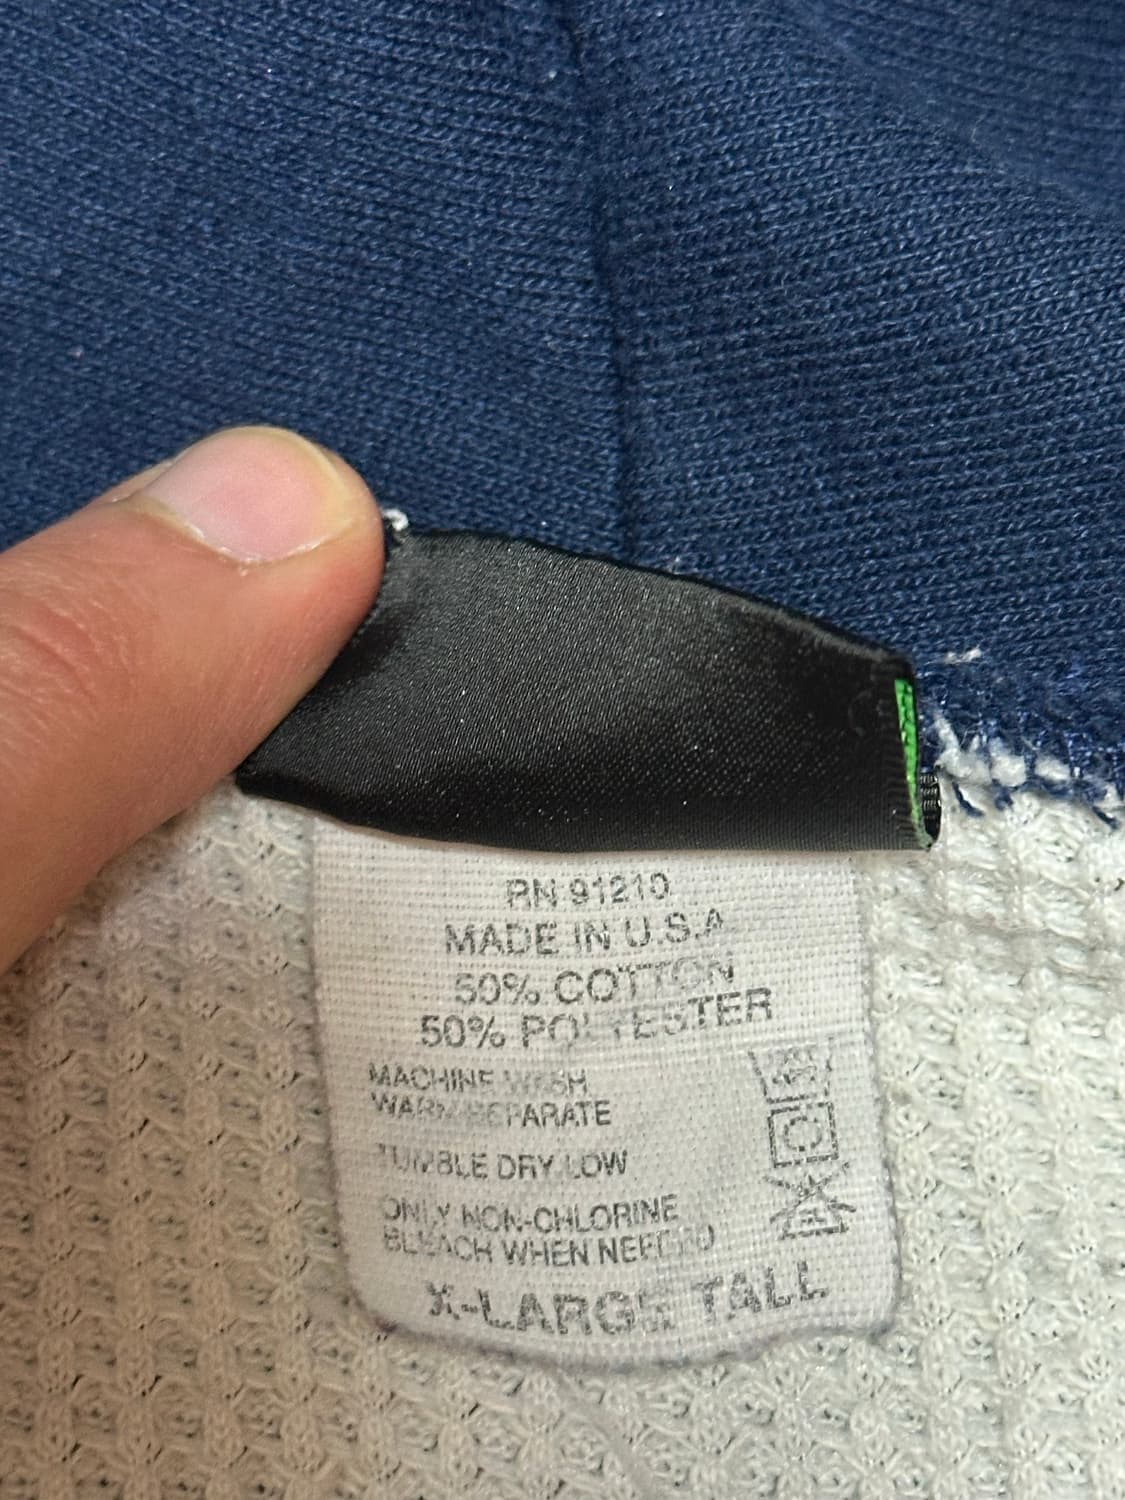 RN 91210
MADE IN U.S.A
50% COTTON
50% POLYESTER
MACHINE WASH
WARM SEPARATE
TUMBLE DRY LOW
ONLY NON-CHLORINE
BLEACH WHEN NEEDED
X-LARGE TALL